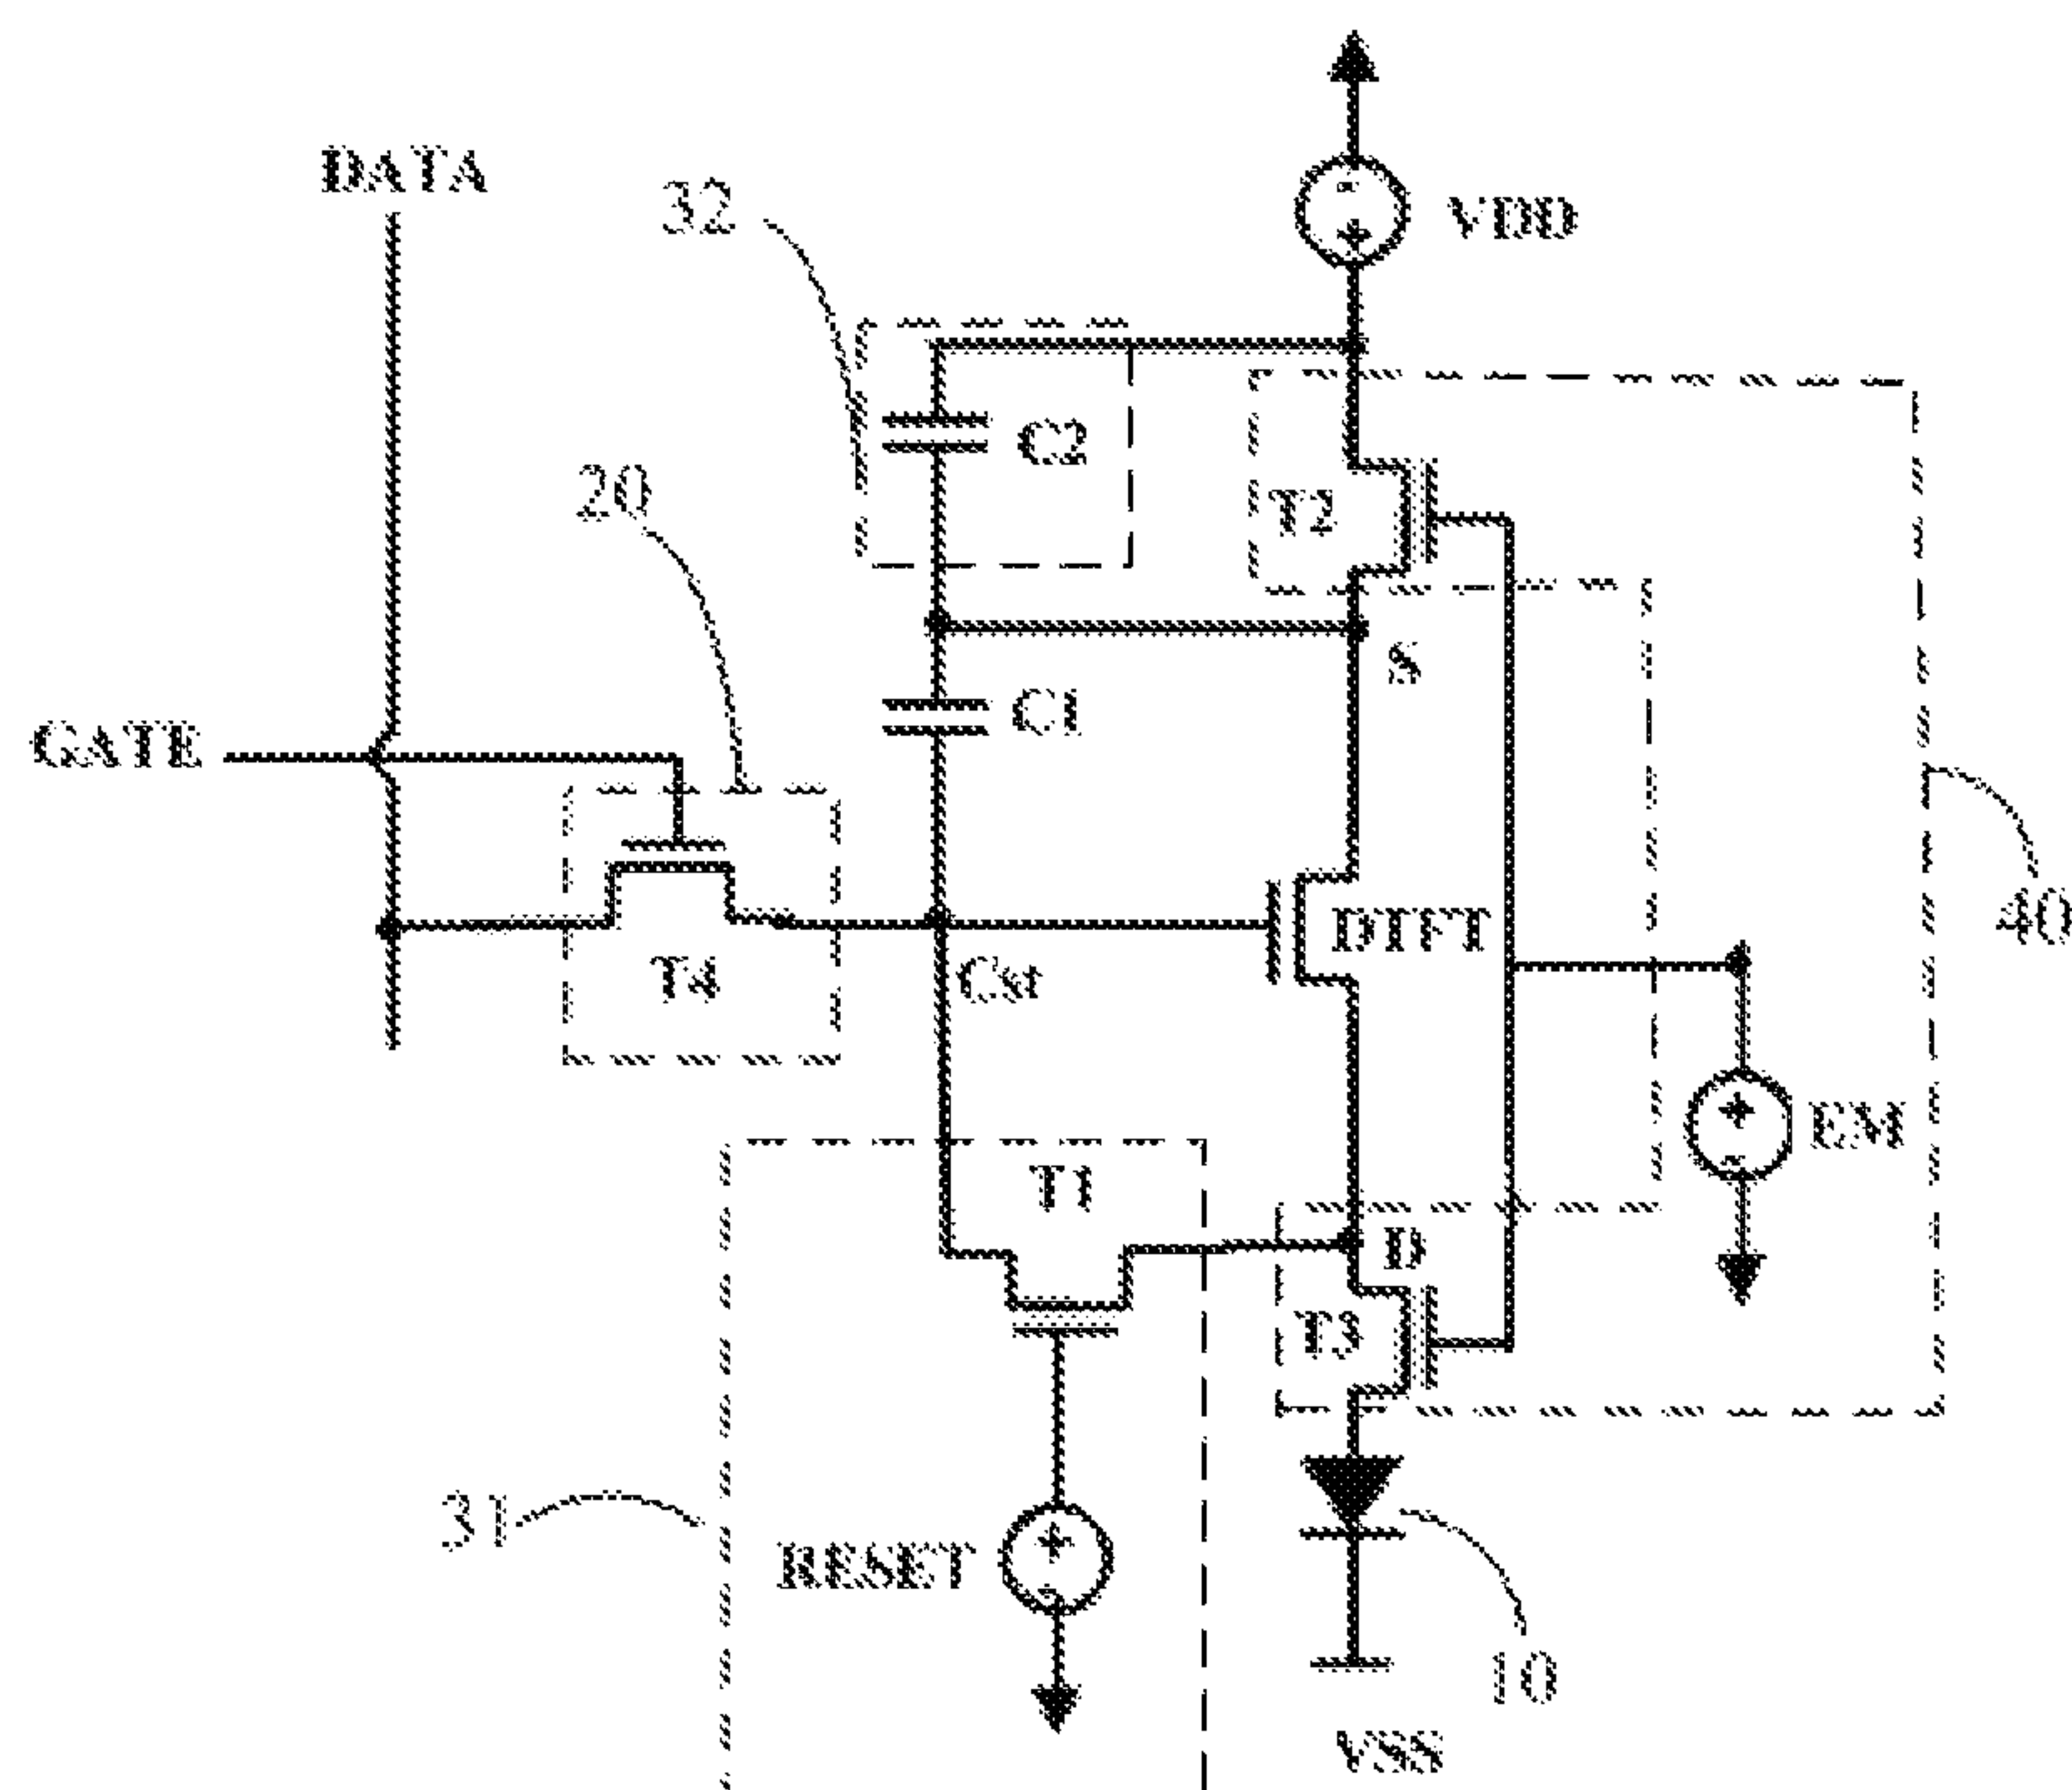 DATA
32
VDD
C2
20
T2
S
C1
GATE
40
DTFT
T4
Cst
EM
T1
D
T3
31
RESET
10
VSS